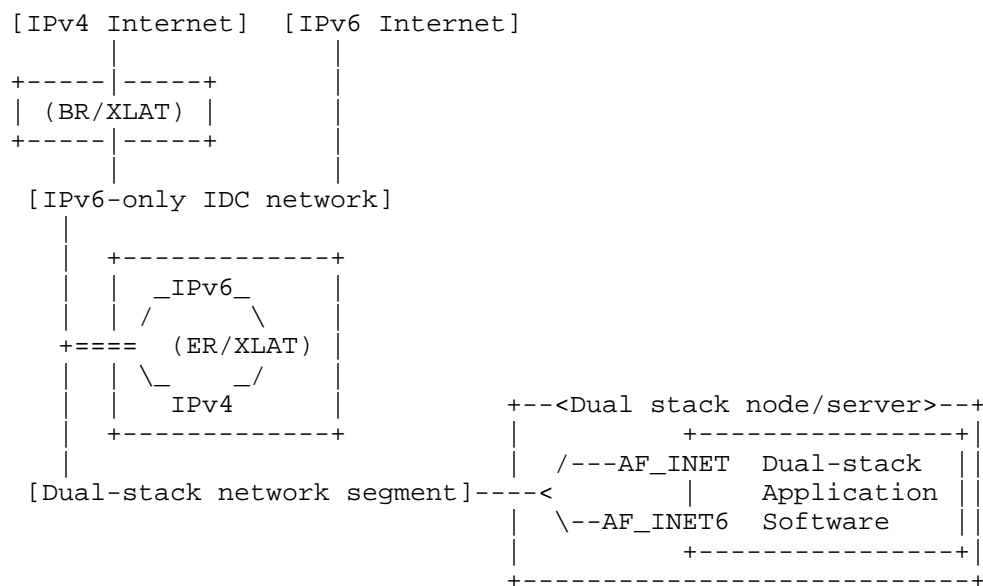 [IPv4 Internet] [IPv6 Internet]
(BR/XLAT)
[IPv6-only IDC network]
_IPv6_
(ER/XLAT)
IPv4
<Dual stack node/server>
AF_INET Dual-stack
[Dual-stack network segment] Application
AF_INET6 Software